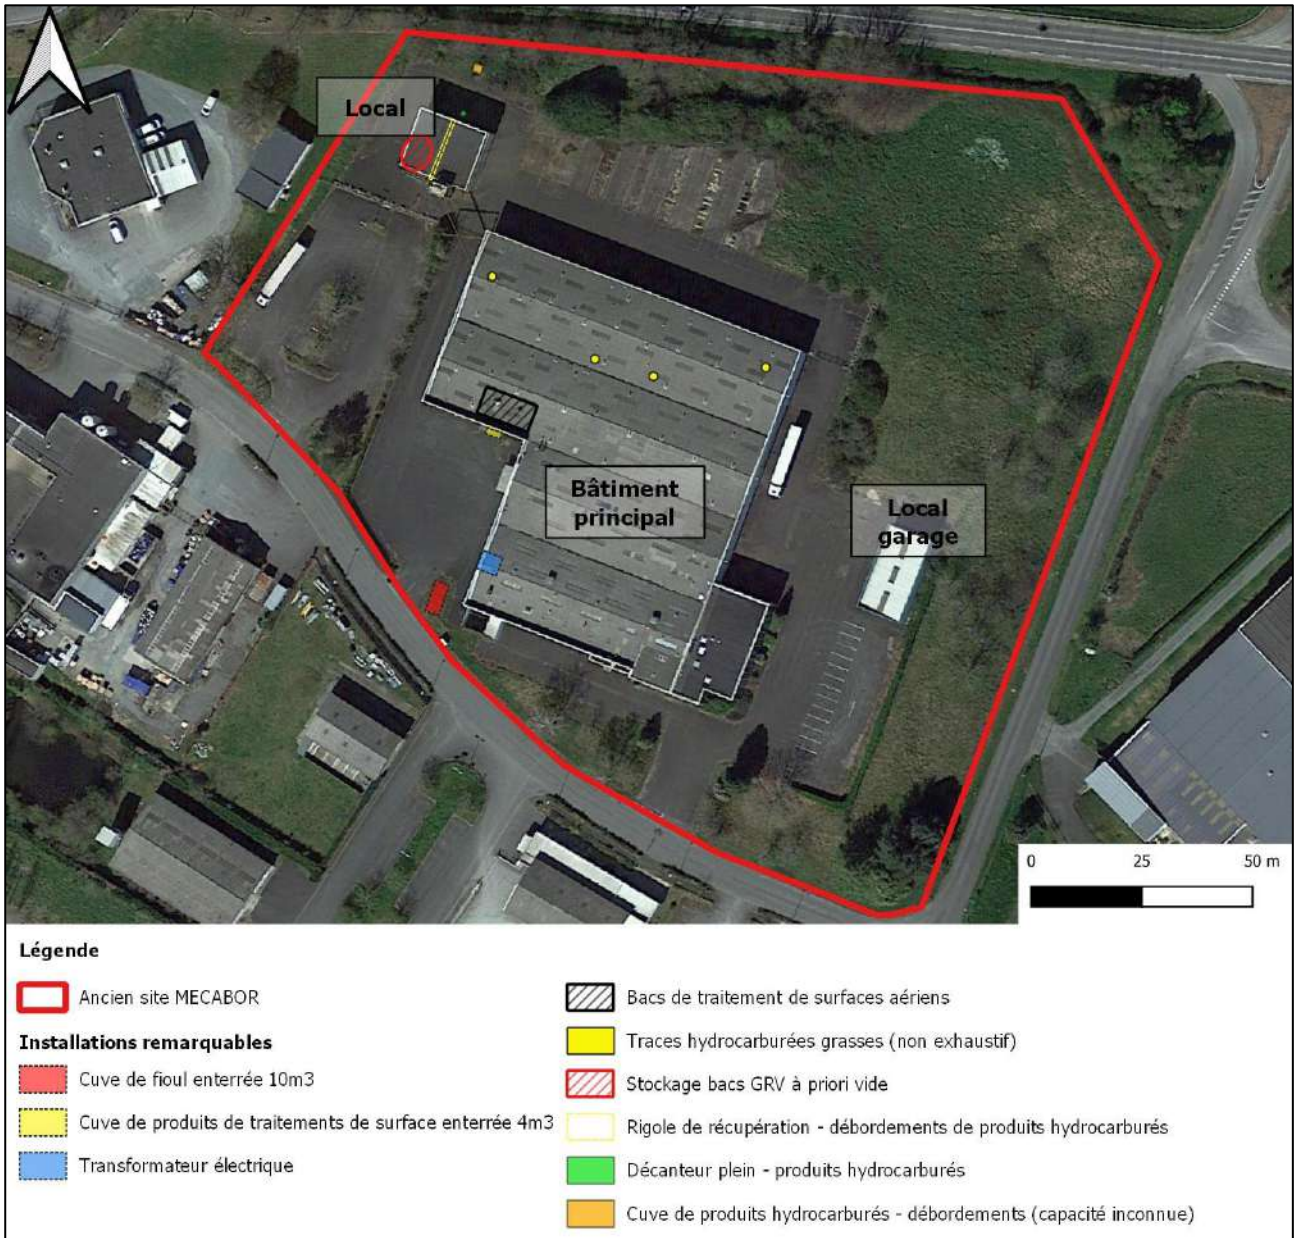 Local
Bâtiment
principal
Local
garage
0 25 50 m
Légende
Ancien site MECABOR
Installations remarquables
Cuve de fioul enterrée 10m3
Cuve de produits de traitements de surface enterrée 4m3
Transformateur électrique
Bacs de traitement de surfaces aériens
Traces hydrocarburées grasses (non exhaustif)
Stockage bacs GRV à priori vide
Rigole de récupération - débordements de produits hydrocarburés
Décanteur plein - produits hydrocarburés
Cuve de produits hydrocarburés - débordements (capacité inconnue)